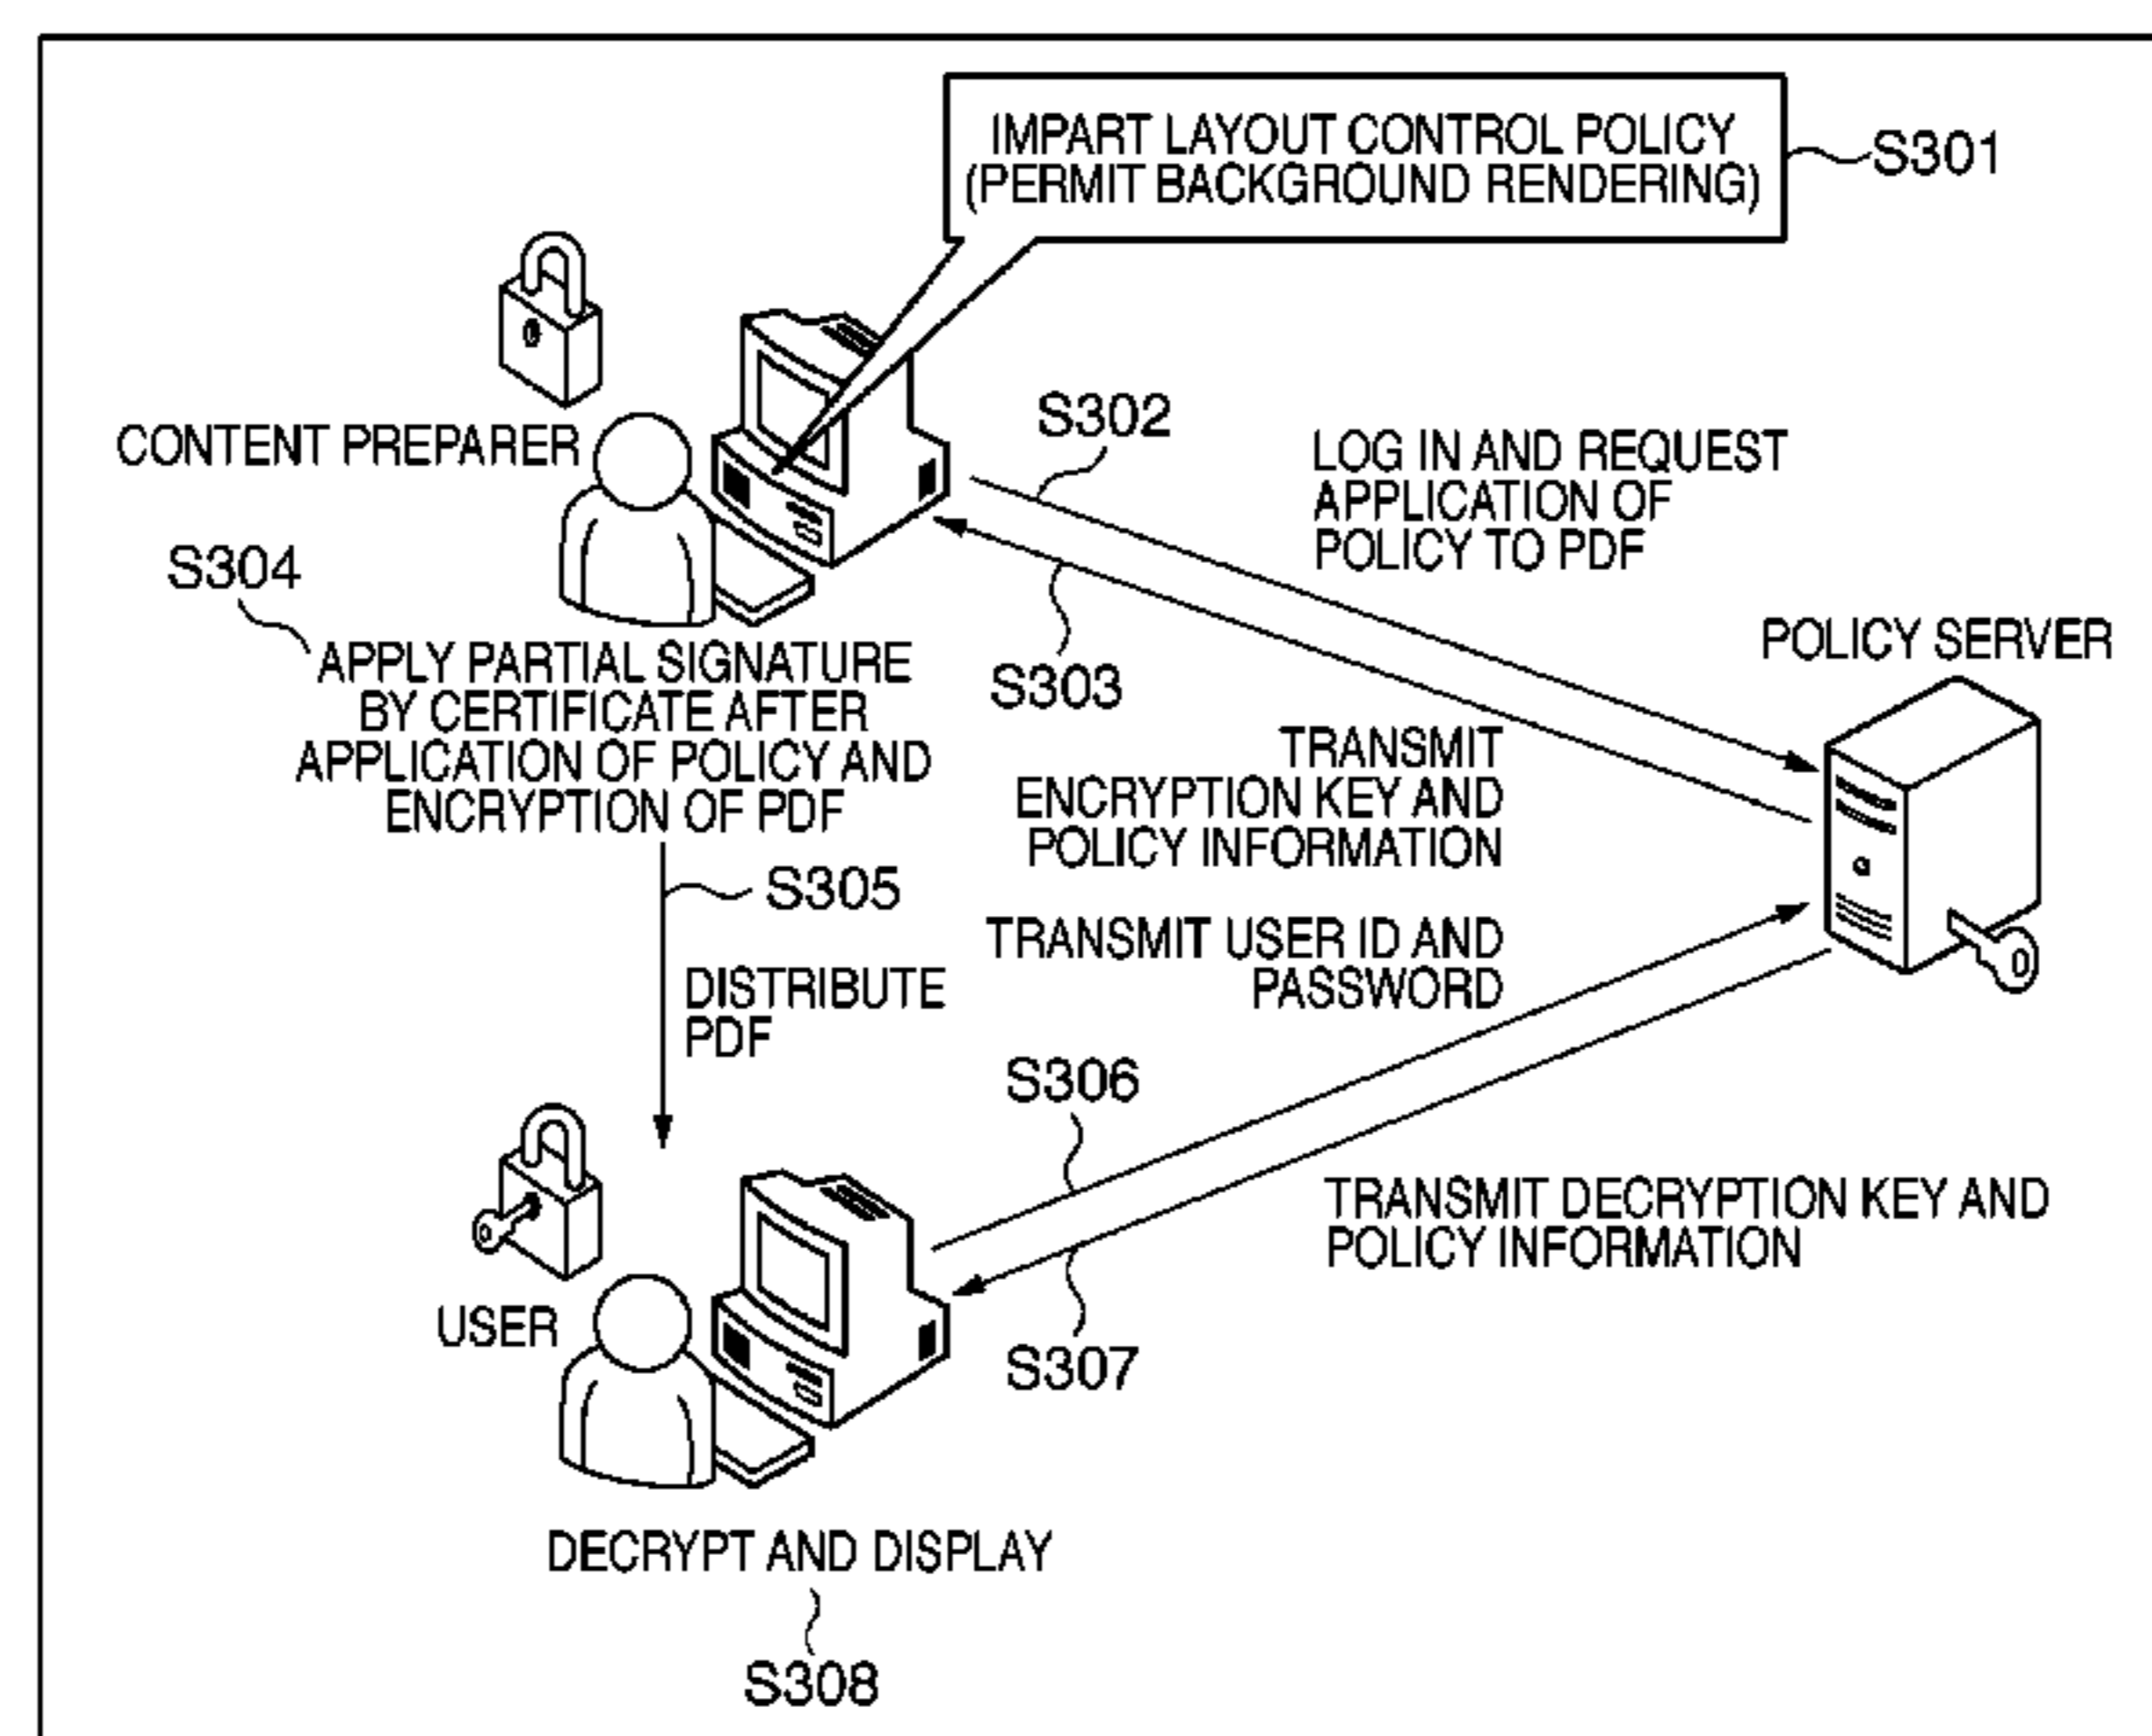 IMPART LAYOUT CONTROL POLICY
(PERMIT BACKGROUND RENDERING)
S301
CONTENT PREPARER
S302
LOG IN AND REQUEST
APPLICATION OF
POLICY TO PDF
S304
S303
POLICY SERVER
APPLY PARTIAL SIGNATURE
BY CERTIFICATE AFTER
APPLICATION OF POLICY AND
ENCRYPTION OF PDF
TRANSMIT
ENCRYPTION KEY AND
POLICY INFORMATION
S305
DISTRIBUTE
PDF
TRANSMIT USER ID AND
PASSWORD
S306
TRANSMIT DECRYPTION KEY AND
POLICY INFORMATION
USER
S307
DECRYPT AND DISPLAY
S308